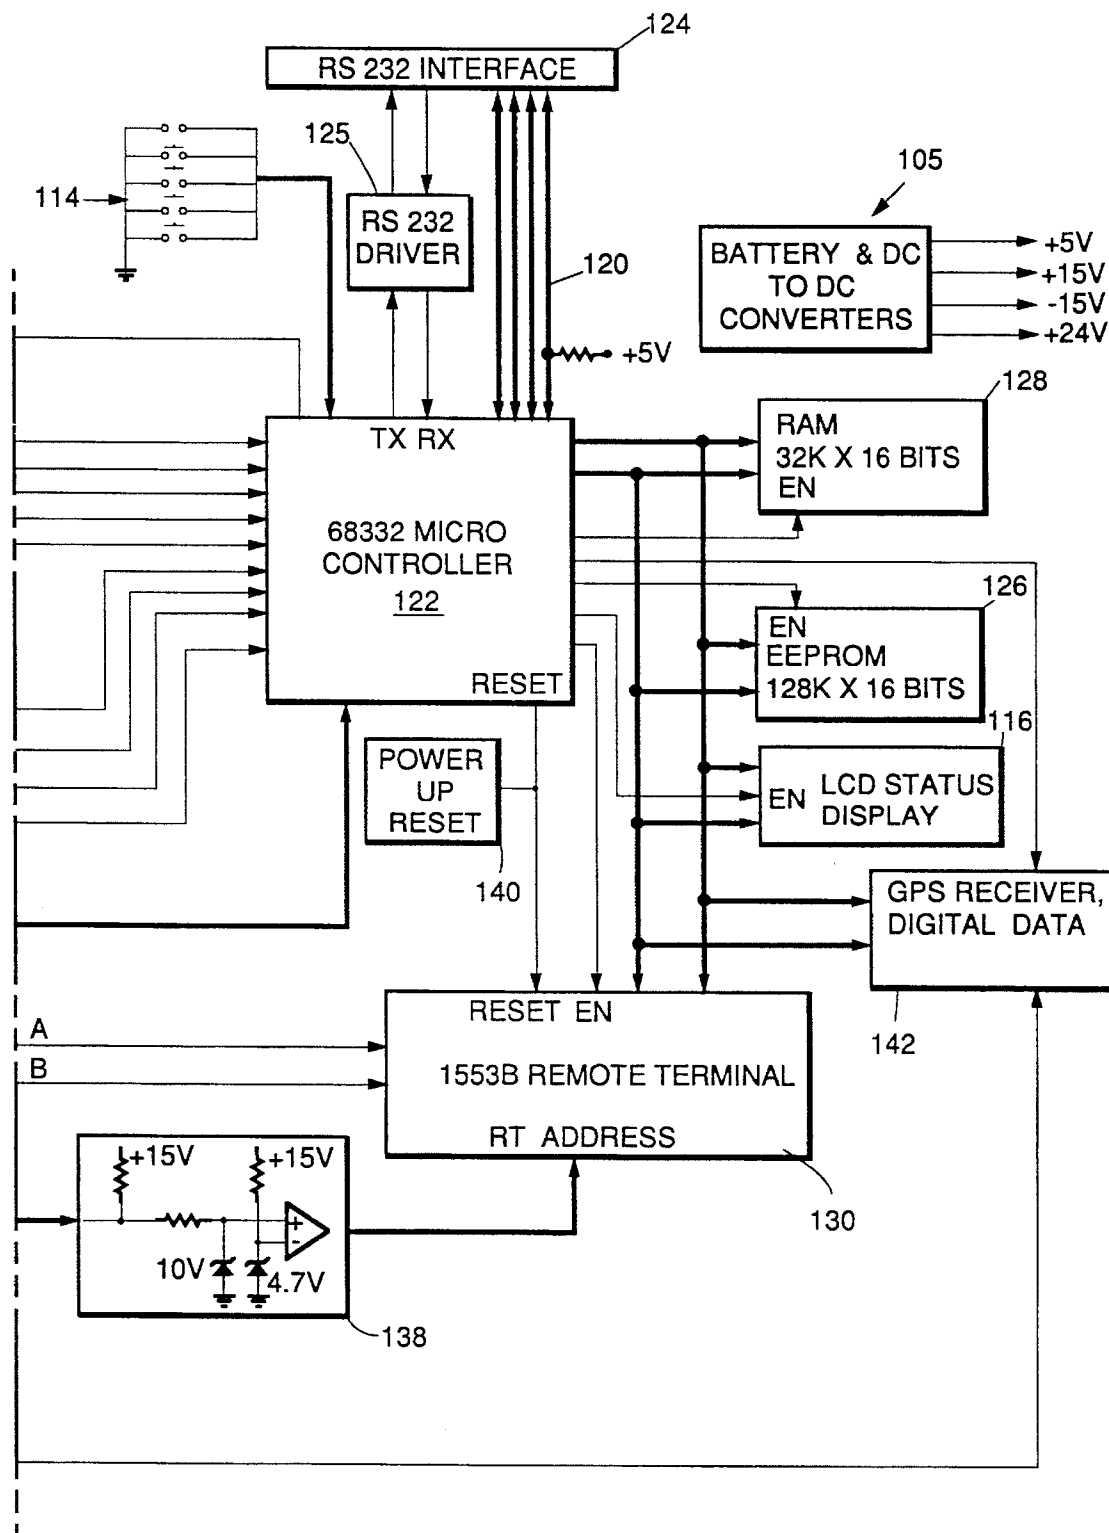 124
RS 232 INTERFACE
125
114
RS 232
DRIVER
120
+5V
105
BATTERY & DC
TO DC
CONVERTERS
+5V
+15V
-15V
+24V
128
RAM
32K X 16 BITS
EN
TX RX
68332 MICRO
CONTROLLER
122
RESET
126
EN
EEPROM
128K X 16 BITS
116
LCD STATUS
EN
DISPLAY
POWER
UP
RESET
140
GPS RECEIVER,
DIGITAL DATA
142
A
B
RESET EN
1553B REMOTE TERMINAL
RT ADDRESS
130
+15V
+15V
+
-
10V
4.7V
138